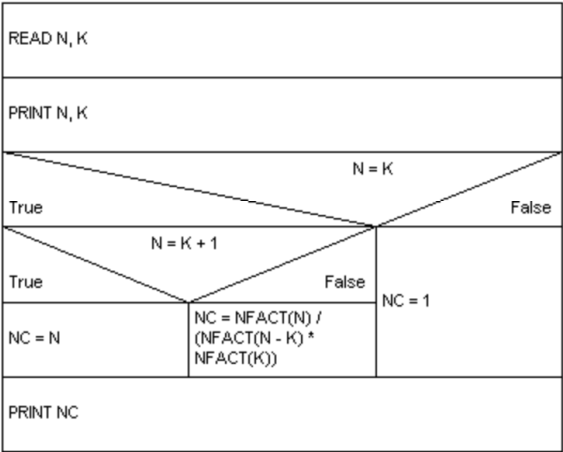 READ N, K
PRINT N, K
N = K
True
False
N = K + 1
True
False
NC = 1
NC = N
NC = NFACT(N) /
(NFACT(N - K) *
NFACT(K))
PRINT NC